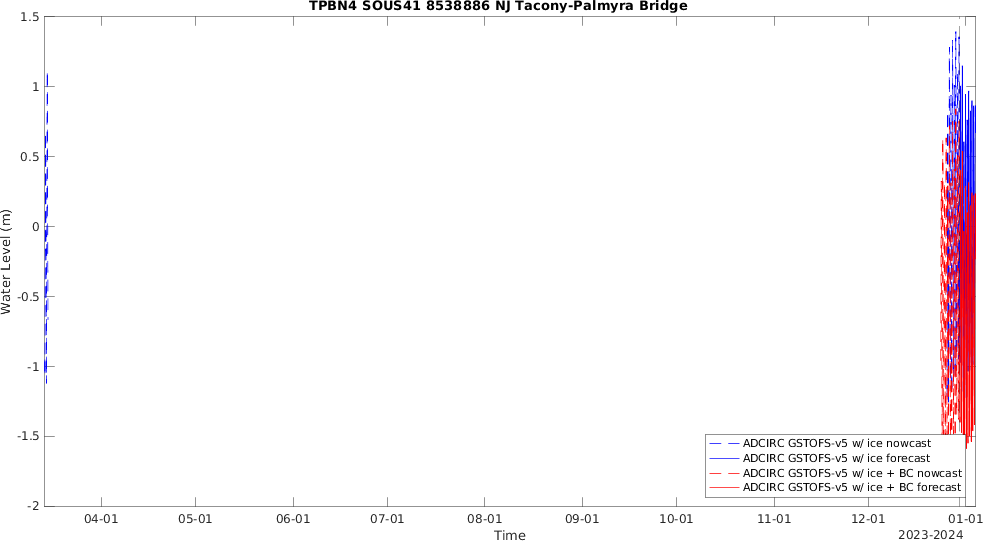 TPBN4 SOUS41 8538886 NJ Tacony-Palmyra Bridge
1.5
1
0.5
0
-0.5
-1
-1.5
-2
Water Level (m)
04-01 05-01 06-01 07-01 08-01 09-01 10-01 11-01 12-01 01-01
Time
2023-2024
ADCIRC GSTOFS-v5 w/ ice nowcast
ADCIRC GSTOFS-v5 w/ ice forecast
ADCIRC GSTOFS-v5 w/ ice + BC nowcast
ADCIRC GSTOFS-v5 w/ ice + BC forecast